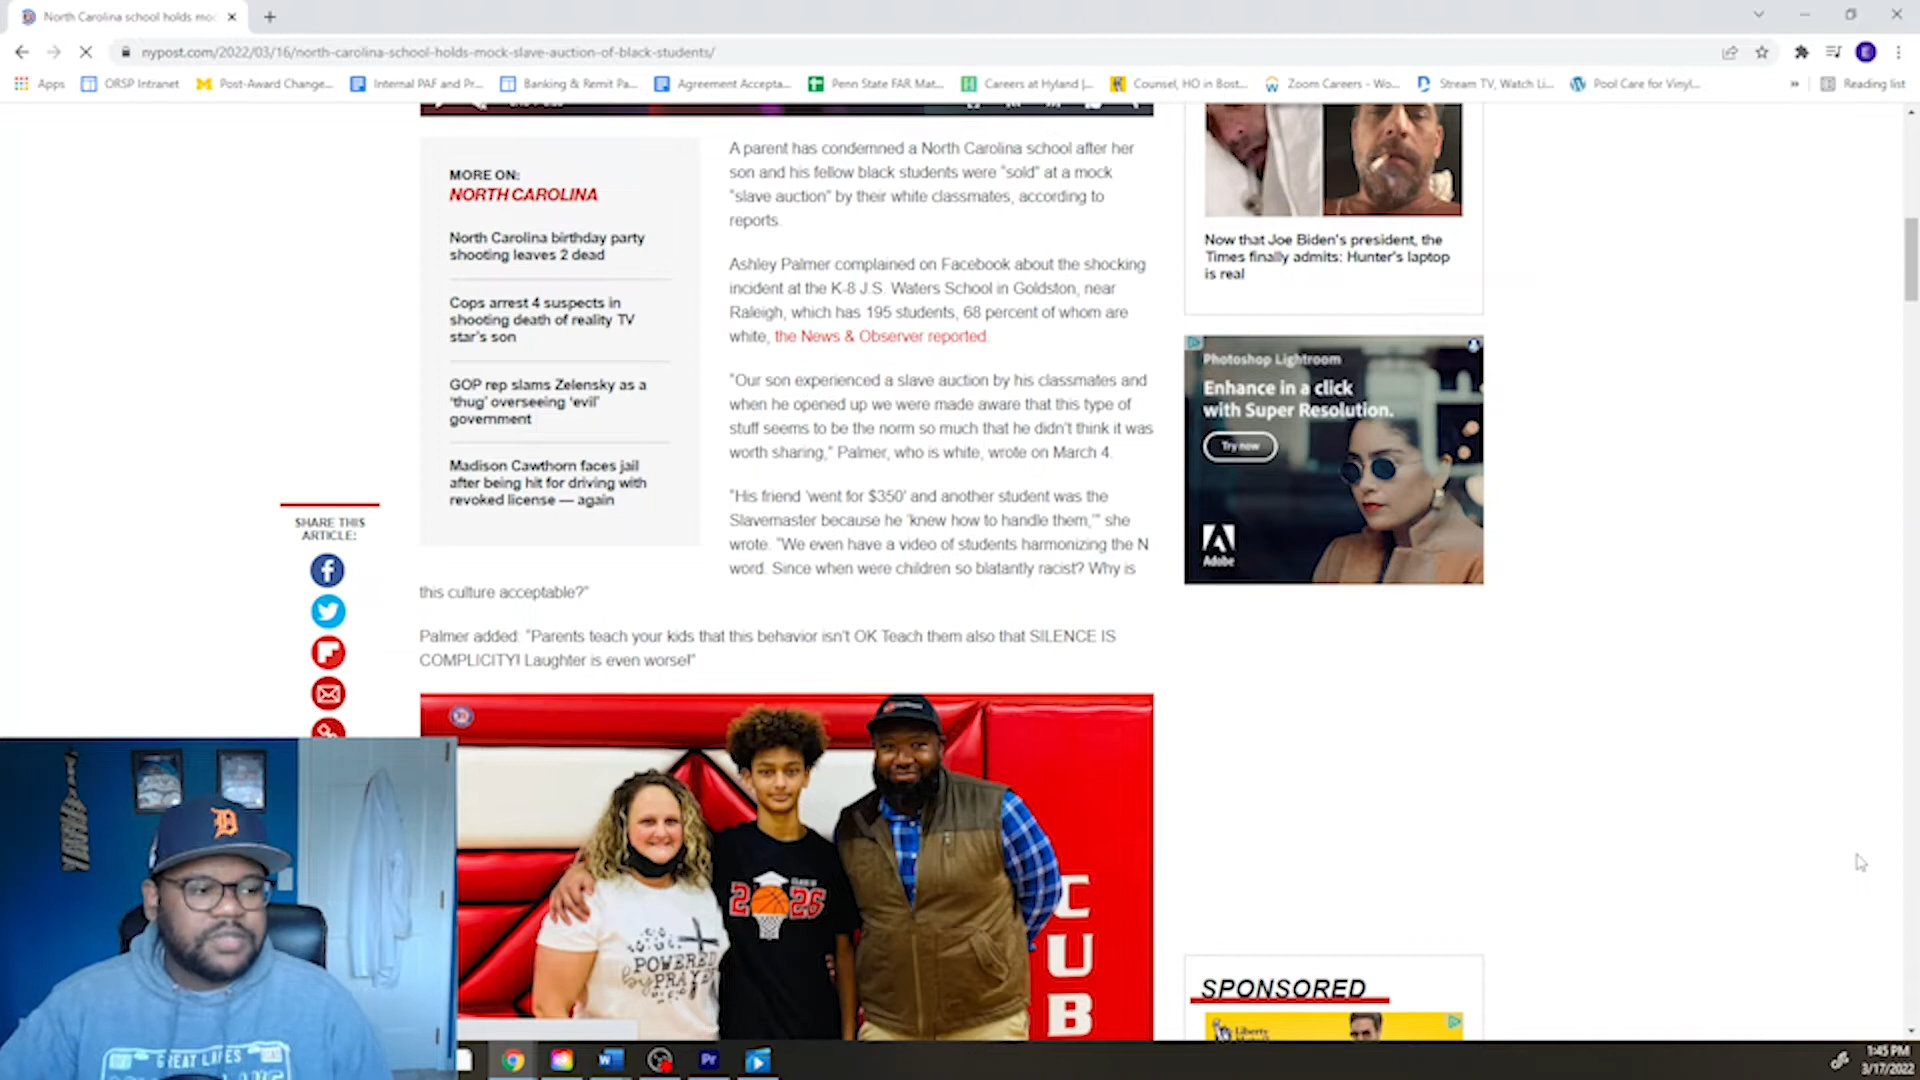 North Carolina school holds moc
nypost.com/2022/03/16/north-carolina-school-holds-mock-slave-auction-of-black-students/
Apps
ORSP Intranet
Post-Award Change...
Internal PAF and Pr...
Banking & Remit Pa...
Agreement Accepta...
Penn State FAR Mat...
Careers at Hyland |...
Counsel, HO in Bost...
Zoom Careers - Wo...
Stream TV, Watch Li...
Pool Care for Vinyl...
Reading list
MORE ON:
NORTH CAROLINA
North Carolina birthday party
shooting leaves 2 dead
Cops arrest 4 suspects in
shooting death of reality TV
star's son
GOP rep slams Zelensky as a
'thug' overseeing 'evil'
government
Madison Cawthorn faces jail
after being hit for driving with
revoked license — again
A parent has condemned a North Carolina school after her
son and his fellow black students were "sold" at a mock
"slave auction" by their white classmates, according to
reports.
Ashley Palmer complained on Facebook about the shocking
incident at the K-8 J.S. Waters School in Goldston, near
Raleigh, which has 195 students, 68 percent of whom are
white, the News & Observer reported.
"Our son experienced a slave auction by his classmates and
when he opened up we were made aware that this type of
stuff seems to be the norm so much that he didn't think it was
worth sharing," Palmer, who is white, wrote on March 4.
"His friend 'went for $350' and another student was the
Slavemaster because he 'knew how to handle them,'" she
wrote. "We even have a video of students harmonizing the N
word. Since when were children so blatantly racist? Why is
this culture acceptable?"
Palmer added: "Parents teach your kids that this behavior isn't OK Teach them also that SILENCE IS
COMPLICITY! Laughter is even worse!"
SHARE THIS
ARTICLE:
Now that Joe Biden's president, the
Times finally admits: Hunter's laptop
is real
Photoshop Lightroom
Enhance in a click
with Super Resolution.
Try now
Adobe
SPONSORED
Liberty
2026
POWERED
by PRAYER
CUB
D
GREAT LAKES
W
Pr
1:45 PM
3/17/2022